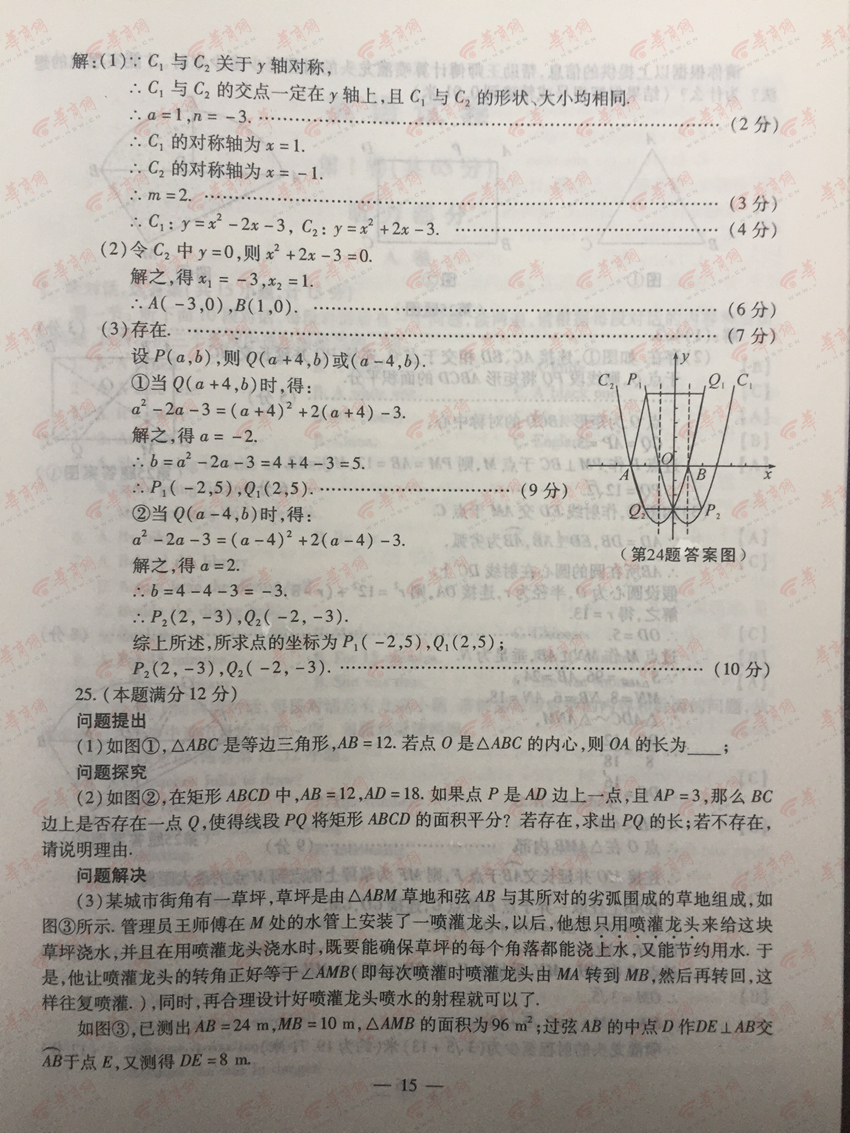 解:(1)∵ C₁ 与 C₂ 关于 y 轴对称,
∴ C₁ 与 C₂ 的交点一定在 y 轴上,且 C₁ 与 C₂ 的形状、大小均相同.
∴ a = 1, n = -3. ……………………………………………… (2 分)
∴ C₁ 的对称轴为 x = 1.
∴ C₂ 的对称轴为 x = -1.
∴ m = 2. ……………………………………………… (3 分)
∴ C₁: y = x² - 2x - 3, C₂: y = x² + 2x - 3. ……………………… (4 分)
(2)令 C₂ 中 y = 0,则 x² + 2x - 3 = 0.
解之,得 x₁ = -3, x₂ = 1.
∴ A( -3,0),B(1,0). ……………………………………… (6 分)
(3)存在. ……………………………………………… (7 分)
设 P(a,b),则 Q(a+4,b)或(a-4,b).
①当 Q(a+4,b)时,得:
a² - 2a - 3 = (a+4)² + 2(a+4) - 3.
解之,得 a = -2.
∴ b = a² - 2a - 3 = 4 + 4 - 3 = 5.
∴ P₁( -2,5),Q₁(2,5). ……………………… (9 分)
②当 Q(a-4,b)时,得:
a² - 2a - 3 = (a-4)² + 2(a-4) - 3.
解之,得 a = 2.
∴ b = 4 - 4 - 3 = -3.
∴ P₂(2, -3),Q₂( -2, -3).
综上所述,所求点的坐标为 P₁( -2,5),Q₁(2,5);
P₂(2, -3),Q₂( -2, -3). ……………………………… (10 分)
C₂ P₁ y Q₁ C₁
A O B x
Q₂ P₂
(第24题答案图)
25. (本题满分 12 分)
问题提出
(1)如图①,△ABC 是等边三角形,AB = 12. 若点 O 是△ABC 的内心,则 OA 的长为____;
问题探究
(2)如图②,在矩形 ABCD 中,AB = 12,AD = 18. 如果点 P 是 AD 边上一点,且 AP = 3,那么 BC
边上是否存在一点 Q,使得线段 PQ 将矩形 ABCD 的面积平分? 若存在,求出 PQ 的长;若不存在,
请说明理由.
问题解决
(3)某城市街角有一草坪,草坪是由△ABM 草地和弦 AB 与其所对的劣弧围成的草地组成,如
图③所示. 管理员王师傅在 M 处的水管上安装了一喷灌龙头,以后,他想只用喷灌龙头来给这块
草坪浇水,并且在用喷灌龙头浇水时,既要能确保草坪的每个角落都能浇上水,又能节约用水. 于
是,他让喷灌龙头的转角正好等于∠AMB(即每次喷灌时喷灌龙头由 MA 转到 MB,然后再转回,这
样往复喷灌.),同时,再合理设计好喷灌龙头喷水的射程就可以了.
如图③,已测出 AB = 24 m,MB = 10 m,△AMB 的面积为96 m²;过弦 AB 的中点 D 作DE⊥AB交
A͡B于点 E,又测得 DE = 8 m.
— 15 —